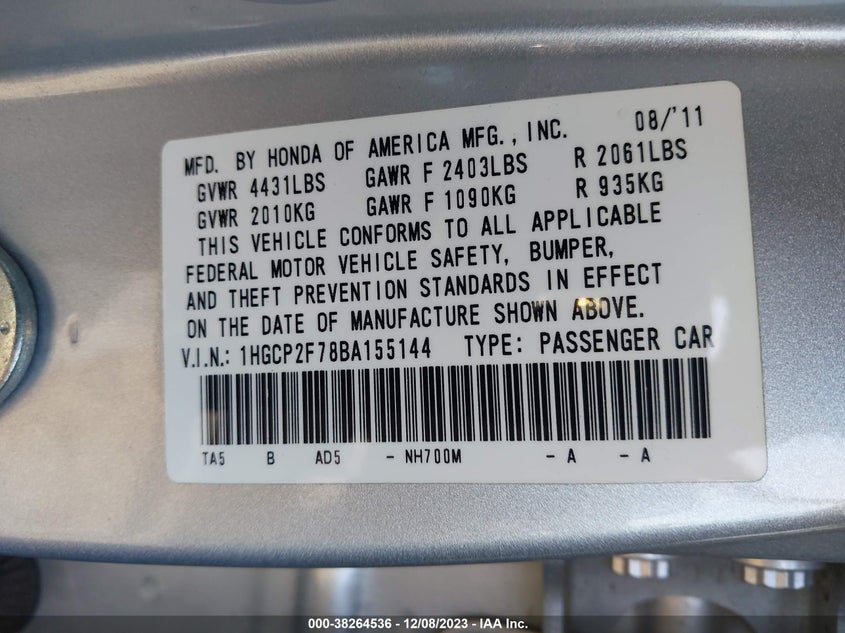 MFD. BY HONDA OF AMERICA MFG., INC. 08/'11
GVWR 4431LBS GAWR F 2403LBS R 2061LBS
GVWR 2010KG GAWR F 1090KG R 935KG
THIS VEHICLE CONFORMS TO ALL APPLICABLE
FEDERAL MOTOR VEHICLE SAFETY, BUMPER,
AND THEFT PREVENTION STANDARDS IN EFFECT
ON THE DATE OF MANUFACTURE SHOWN ABOVE.
V.I.N.: 1HGCP2F78BA155144 TYPE: PASSENGER CAR
TA5 B AD5 - NH700M - A - A
000-38264536 - 12/08/2023 - IAA Inc.